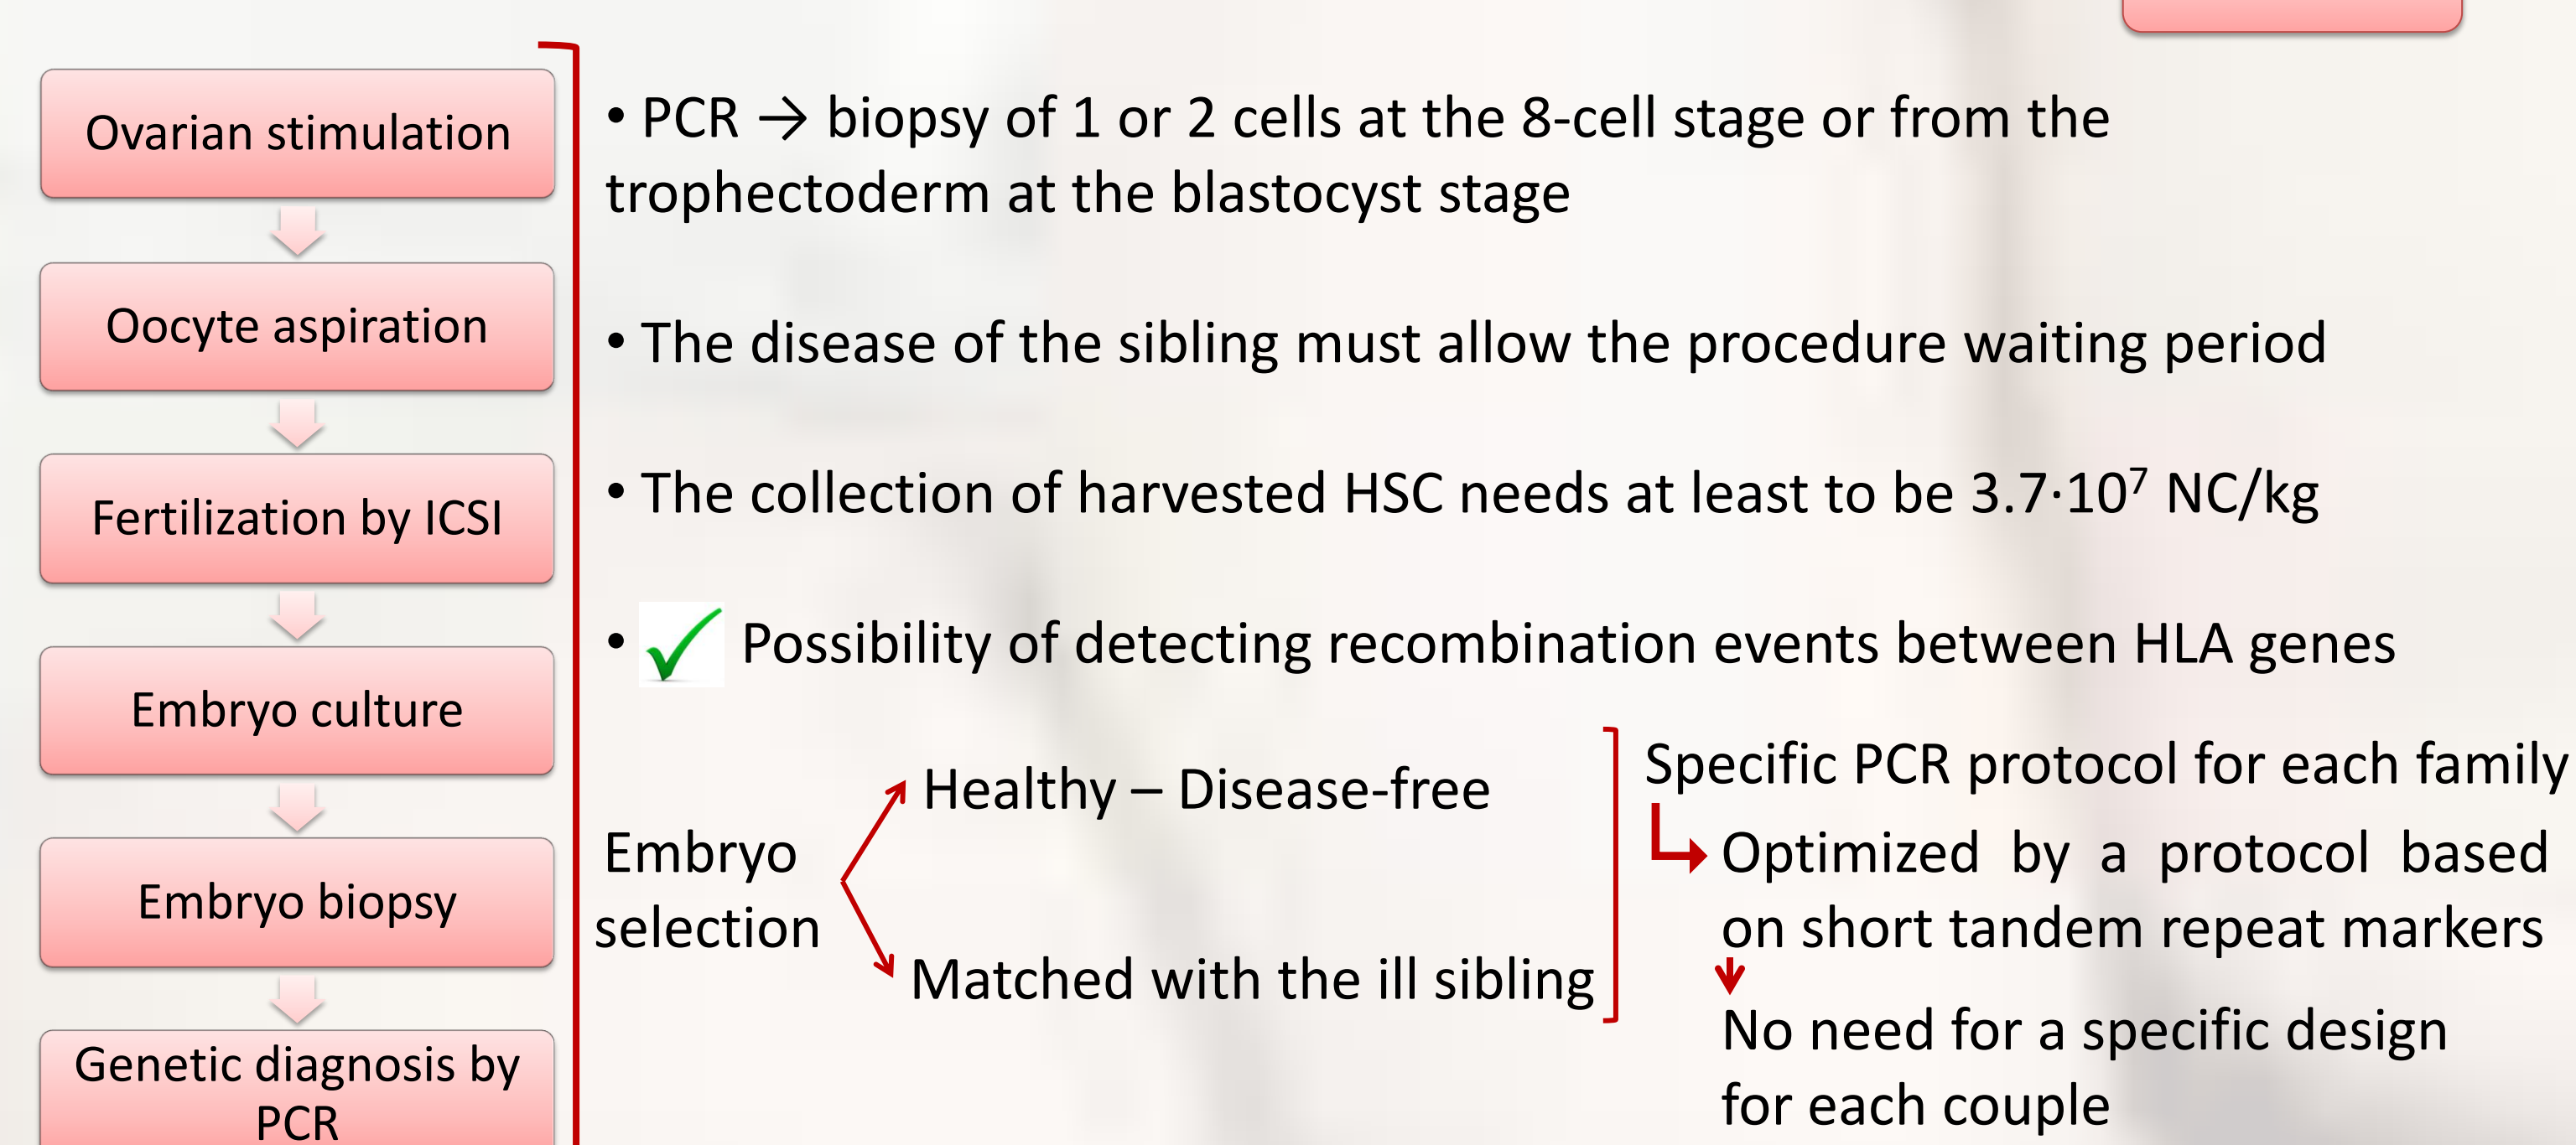 Ovarian stimulation
Oocyte aspiration
Fertilization by ICSI
Embryo culture
Embryo biopsy
Genetic diagnosis by
PCR
• PCR → biopsy of 1 or 2 cells at the 8-cell stage or from the
trophectoderm at the blastocyst stage
• The disease of the sibling must allow the procedure waiting period
• The collection of harvested HSC needs at least to be 3.7·10⁷ NC/kg
• ✓ Possibility of detecting recombination events between HLA genes
Embryo
selection
Healthy – Disease-free
Matched with the ill sibling
Specific PCR protocol for each family
Optimized by a protocol based
on short tandem repeat markers
No need for a specific design
for each couple